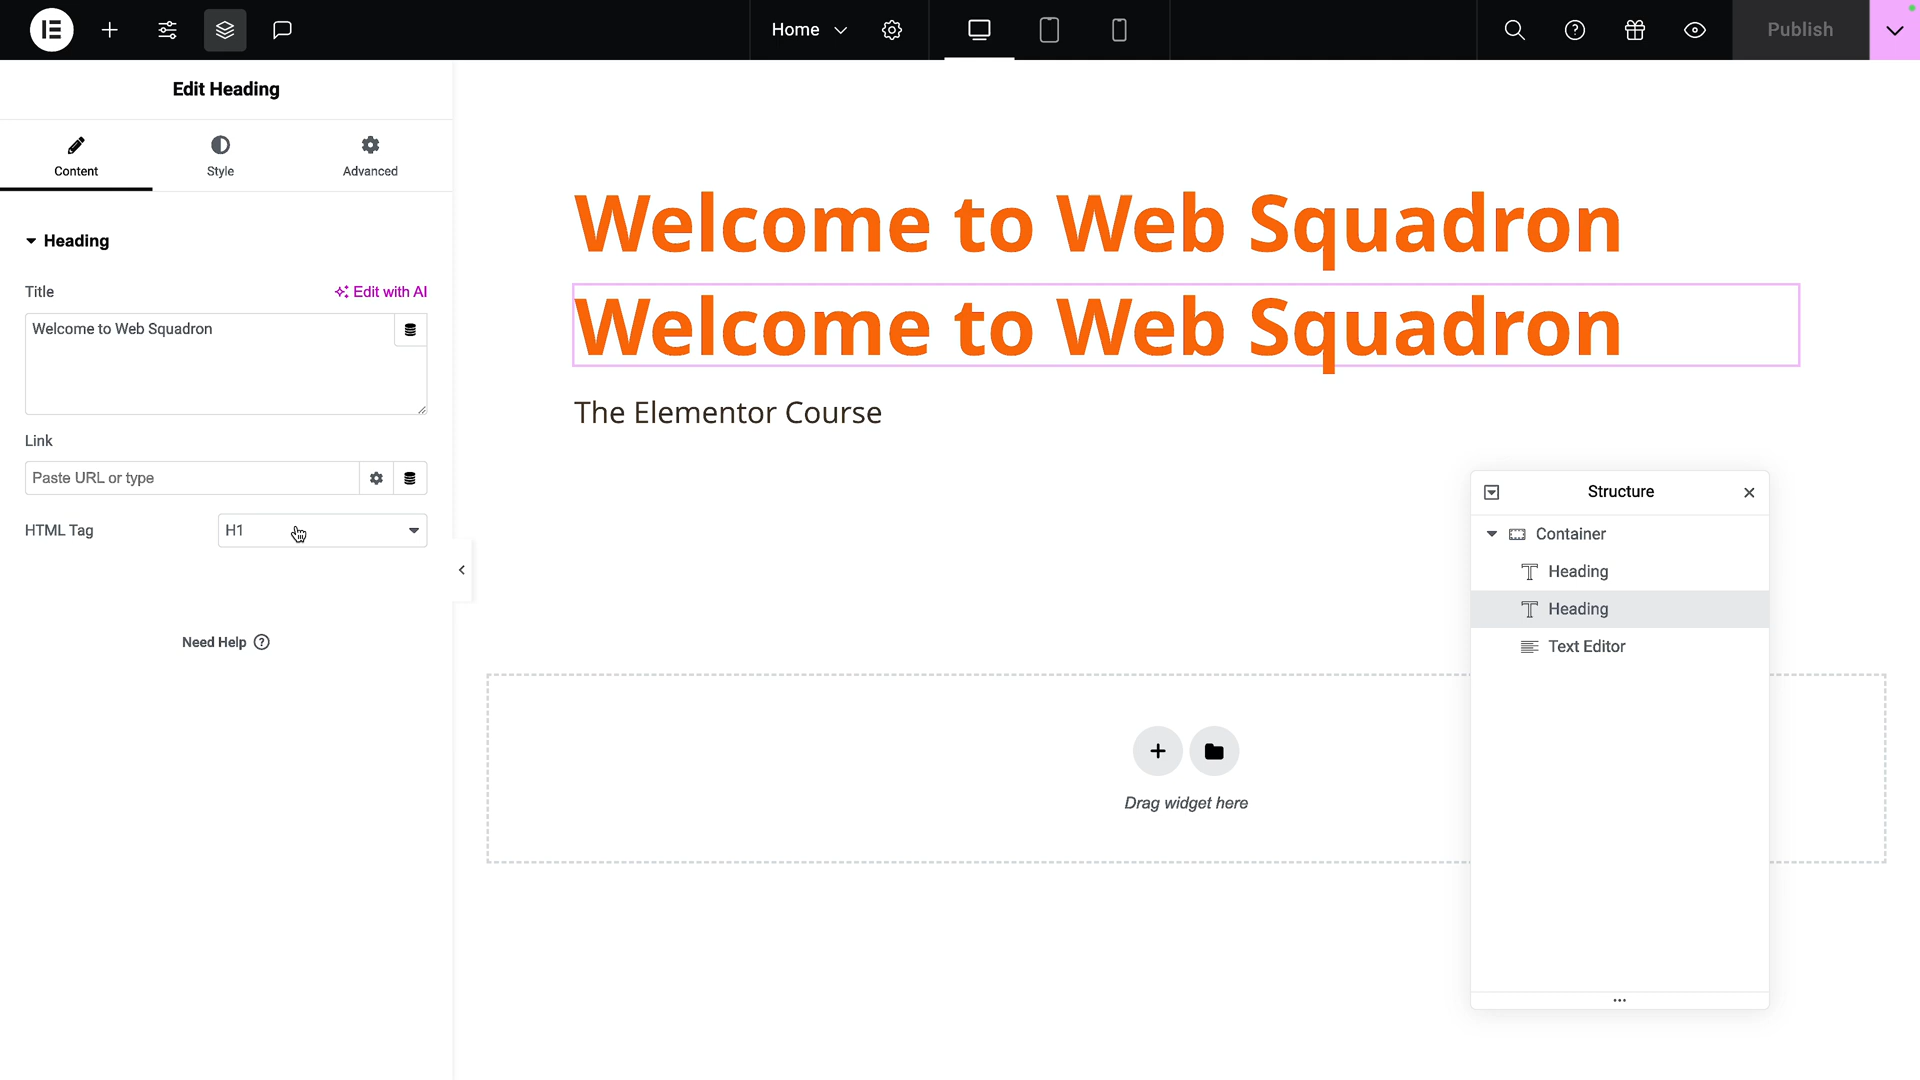 Home
Publish
Edit Heading
Content
Style
Advanced
Heading
Title
Edit with AI
Welcome to Web Squadron
Link
Paste URL or type
HTML Tag
H1
Need Help
Welcome to Web Squadron
Welcome to Web Squadron
The Elementor Course
Drag widget here
Structure
Container
Heading
Heading
Text Editor